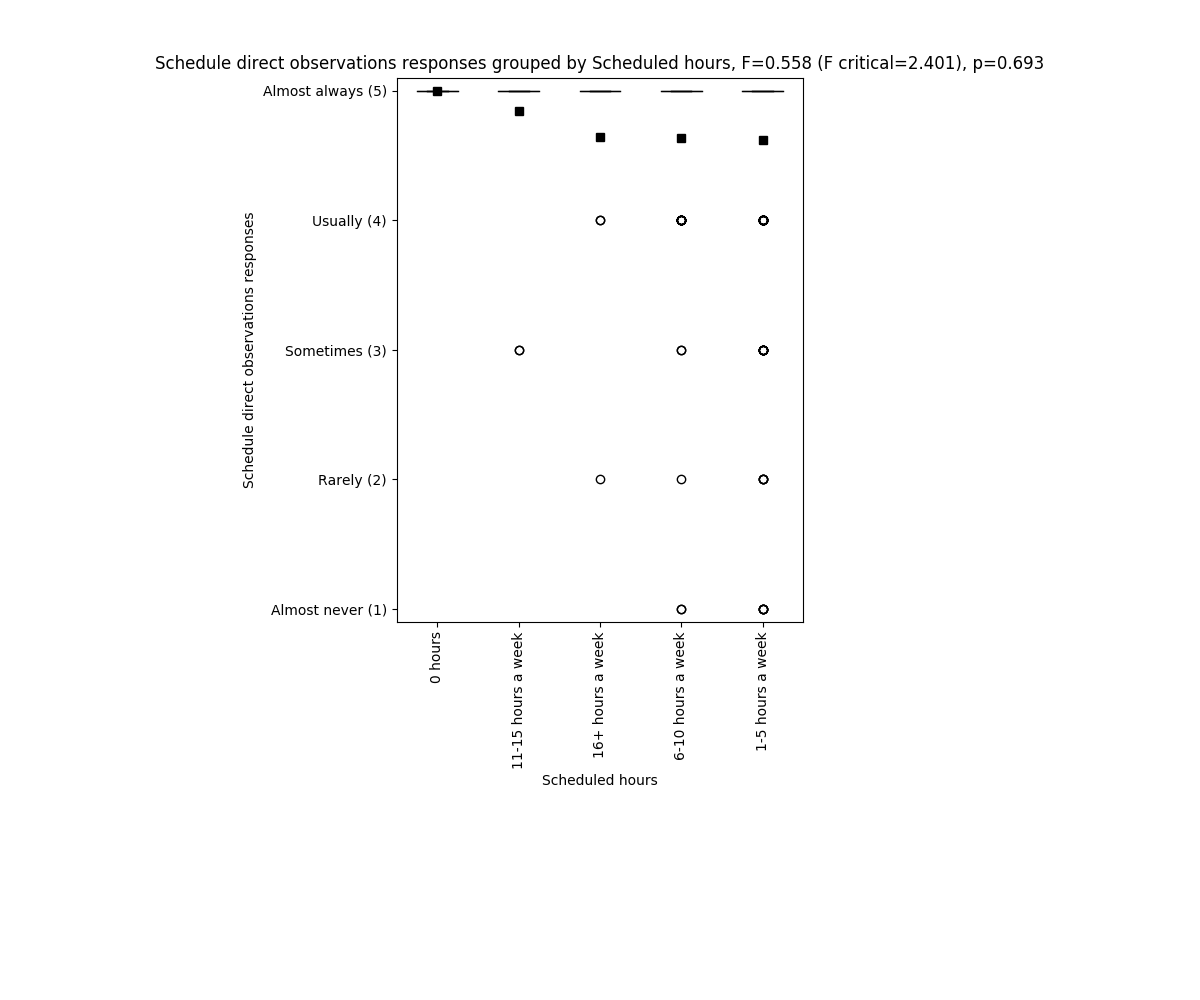 Schedule direct observations responses grouped by Scheduled hours, F=0.558 (F critical=2.401), p=0.693
Almost always (5)
Usually (4)
Sometimes (3)
Rarely (2)
Almost never (1)
Schedule direct observations responses
0 hours
11-15 hours a week
16+ hours a week
6-10 hours a week
1-5 hours a week
Scheduled hours